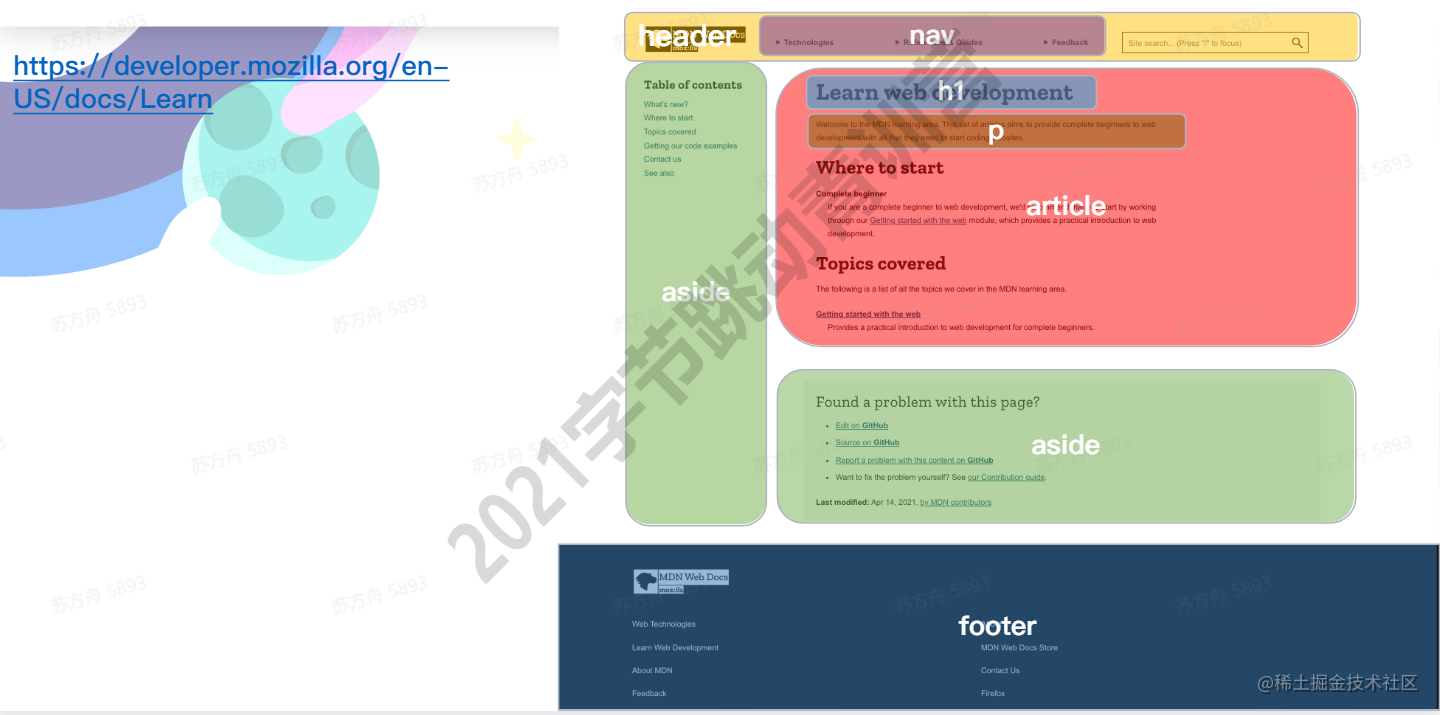 https://developer.mozilla.org/en-
US/docs/Learn
header
MDN Web Docs
moz://a
nav
Technologies
Guides
Feedback
Site search... (Press "/" to focus)
Table of contents
What's new?
Where to start
Topics covered
Getting our code examples
Contact us
See also
aside
Learn web development
h1
Welcome to the MDN learning area. This set of articles aims to provide complete beginners to web
development with all that they need to start coding websites.
p
Where to start
Complete beginner
If you are a complete beginner to web development, we'd recommend that you start by working
through our Getting started with the web module, which provides a practical introduction to web
development.
article
Topics covered
The following is a list of all the topics we cover in the MDN learning area.
Getting started with the web
Provides a practical introduction to web development for complete beginners.
Found a problem with this page?
Edit on GitHub
Source on GitHub
Report a problem with this content on GitHub
Want to fix the problem yourself? See our Contribution guide.
Last modified: Apr 14, 2021, by MDN contributors
aside
MDN Web Docs
moz://a
footer
Web Technologies
Learn Web Development
MDN Web Docs Store
About MDN
Contact Us
Feedback
Firefox
2021字节跳动青训营
苏方舟 5893
@稀土掘金技术社区